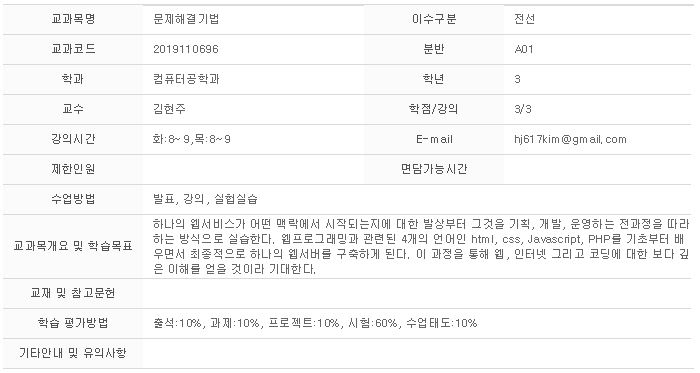 교과목명 문제해결기법 이수구분 전선
교과코드 2019110696 분반 A01
학과 컴퓨터공학과 학년 3
교수 김현주 학점/강의 3/3
강의시간 화:8~9,목:8~9 E-mail hj617kim@gmail.com
제한인원 면담가능시간
수업방법 발표, 강의, 실험실습
교과목개요 및 학습목표
하나의 웹서비스가 어떤 맥락에서 시작되는지에 대한 발상부터 그것을 기획, 개발, 운영하는 전과정을 따라
하는 방식으로 실습한다. 웹프로그래밍과 관련된 4개의 언어인 html, css, Javascript, PHP를 기초부터 배
우면서 최종적으로 하나의 웹서버를 구축하게 된다. 이 과정을 통해 웹, 인터넷 그리고 코딩에 대한 보다 깊
은 이해를 얻을 것이라 기대한다.
교재 및 참고문헌
학습 평가방법 출석:10%, 과제:10%, 프로젝트:10%, 시험:60%, 수업태도:10%
기타안내 및 유의사항